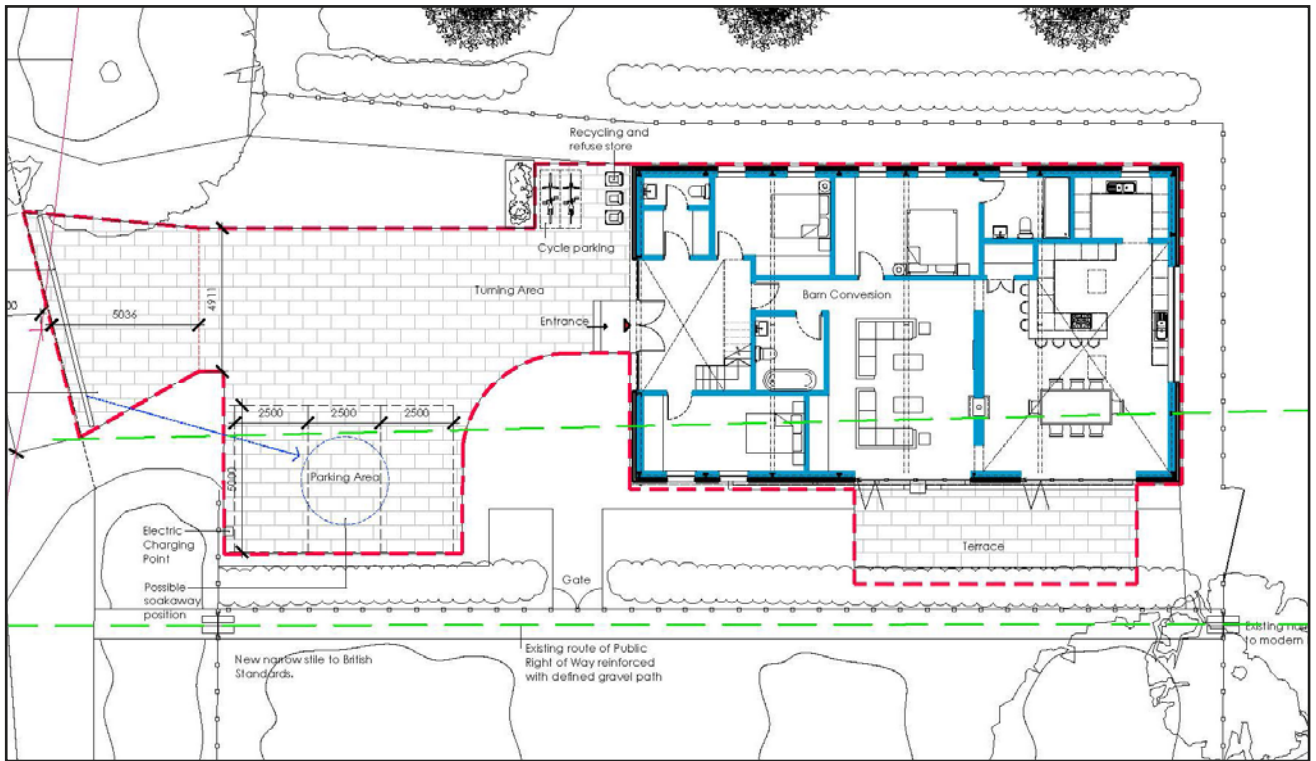 Recycling and
refuse store
Cycle parking
Turning Area
Entrance
Barn Conversion
4911
5036
2500
2500
2500
5000
Parking Area
Electric
Charging
Point
Possible
soakaway
position
Gate
Terrace
New narrow stile to British
Standards.
Existing route of Public
Right of Way reinforced
with defined gravel path
Existing
to modern